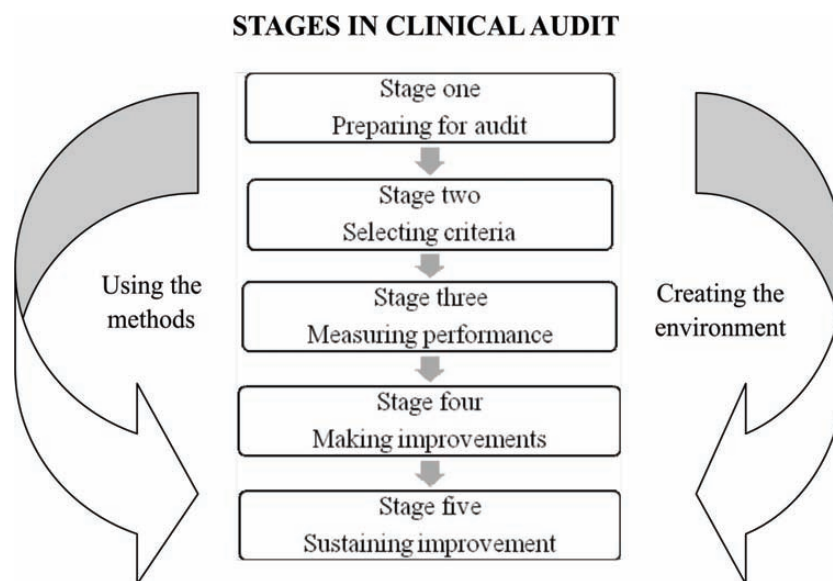 STAGES IN CLINICAL AUDIT
Stage one
Preparing for audit
Stage two
Selecting criteria
Using the
methods
Stage three
Measuring performance
Creating the
environment
Stage four
Making improvements
Stage five
Sustaining improvement